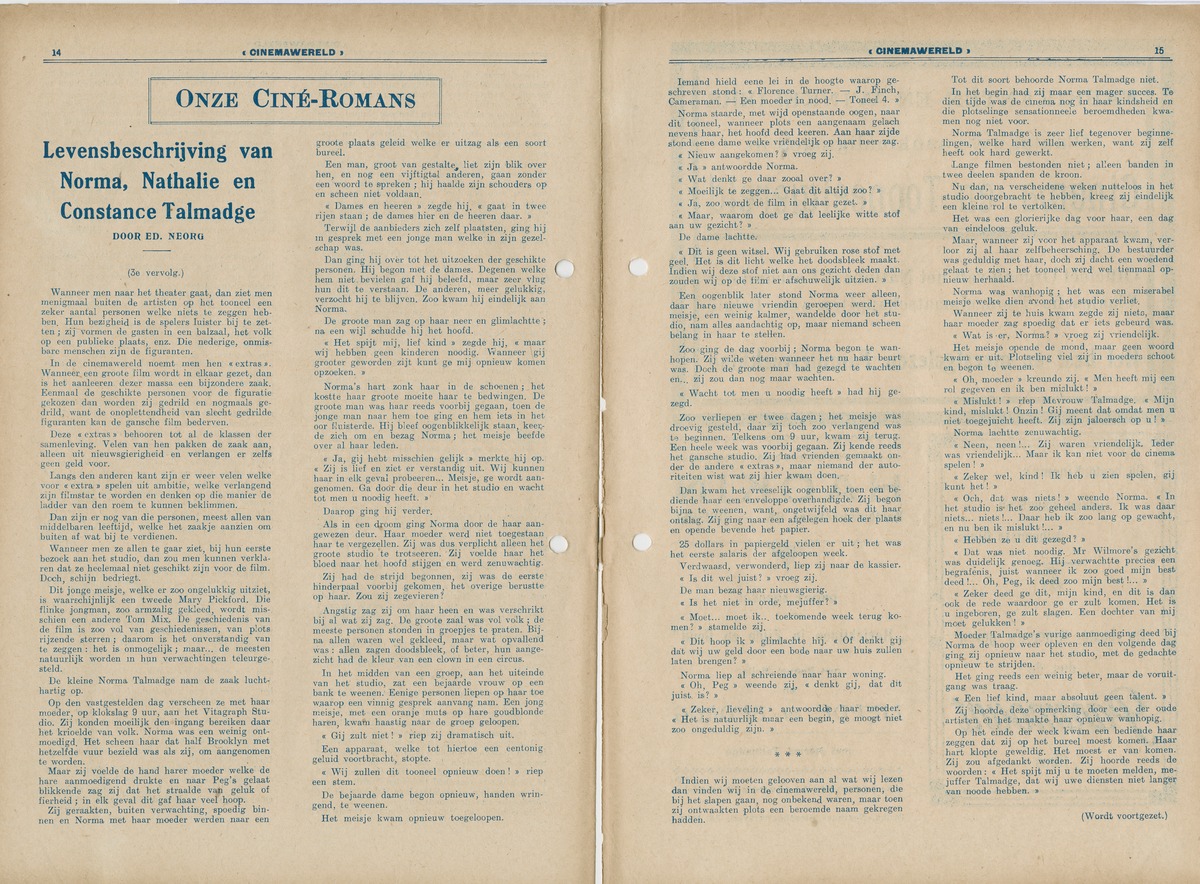 14
« CINEMAWERELD »
ONZE CINÉ-ROMANS
Levensbeschrijving van
Norma, Nathalie en
Constance Talmadge
DOOR ED. NEORG
(3e vervolg.)
Wanneer men naar het theater gaat, dan ziet men
menigmaal buiten de artisten op het tooneel een
zeker aantal personen welke niets te zeggen heb-
ben. Hun bezigheid is de spelers luister bij te zet-
ten ; zij vormen de gasten in een balzaal, het volk
op een publieke plaats, enz. Die nederige, onmis-
bare menschen zijn de figuranten.
In de cinemawereld noemt men hen « extras ».
Wanneer een groote film wordt in elkaar gezet, dan
is het aanleeren dezer massa een bijzondere zaak.
Eenmaal de geschikte personen voor de figuratie
gekozen dan worden zij gedrild en nogmaals ge-
drild, want de onoplettendheid van slecht gedrilde
figuranten kan de gansche film bederven.
Deze « extras » behooren tot al de klassen der
samenleving. Velen van hen pakken de zaak aan,
alleen uit nieuwsgierigheid en verlangen er zelfs
geen geld voor.
Langs den anderen kant zijn er weer velen welke
voor « extra » spelen uit ambitie, welke verlangend
zijn filmstar te worden en denken op die manier de
ladder van den roem te kunnen beklimmen.
Dan zijn er nog van die personen, meest allen van
middelbaren leeftijd, welke het zaakje aanzien om
buiten af wat bij te verdienen.
Wanneer men ze allen te gaar ziet, bij hun eerste
bezoek aan het studio, dan zou men kunnen verkla-
ren dat ze heelemaal niet geschikt zijn voor de film.
Doch, schijn bedriegt.
Dit jonge meisje, welke er zoo ongelukkig uitziet,
is waarschijnlijk een tweede Mary Pickford. Die
flinke jongman, zoo armzalig gekleed, wordt mis-
schien een andere Tom Mix. De geschiedenis van
de film is zoo vol van geschiedenissen, van plots
rijzende sterren ; daarom is het onverstandig van
te zeggen : het is onmogelijk ; maar... de meesten
natuurlijk worden in hun verwachtingen teleurge-
steld.
De kleine Norma Talmadge nam de zaak lucht-
hartig op.
Op den vastgestelden dag verscheen ze met haar
moeder, op klokslag 9 uur, aan het Vitagraph Stu-
dio. Zij konden moeilijk den ingang bereiken daar
het krioelde van volk. Norma was een weinig ont-
moedigd. Het scheen haar dat half Brooklyn met
hetzelfde vuur bezield was als zij, om aangenomen
te worden.
Maar zij voelde de hand harer moeder welke de
hare aanmoedigend drukte en naar Peg's gelaat
blikkende zag zij dat het straalde van geluk of
fierheid ; in elk geval dit gaf haar veel hoop.
Zij geraakten, buiten verwachting, spoedig bin-
nen en Norma met haar moeder werden naar een
groote plaats geleid welke er uitzag als een soort
bureel.
Een man, groot van gestalte, liet zijn blik over
hen, en nog een vijftigtal anderen, gaan zonder
een woord te spreken ; hij haalde zijn schouders op
en scheen niet voldaan.
« Dames en heeren » zegde hij, « gaat in twee
rijen staan ; de dames hier en de heeren daar. »
Terwijl de aanbieders zich zelf plaatsten, ging hij
in gesprek met een jonge man welke in zijn gezel-
schap was.
Dan ging hij over tot het uitzoeken der geschikte
personen. Hij begon met de dames. Degenen welke
hem niet bevielen gaf hij beleefd, maar zeer vlug
hun dit te verstaan. De anderen, meer gelukkig,
verzocht hij te blijven. Zoo kwam hij eindelijk aan
Norma.
De groote man zag op haar neer en glimlachtte ;
na een wijl schudde hij het hoofd.
« Het spijt mij, lief kind » zegde hij, « maar
wij hebben geen kinderen noodig. Wanneer gij
grooter geworden zijt kunt ge mij opnieuw komen
opzoeken. »
Norma's hart zonk haar in de schoenen ; het
kostte haar groote moeite haar te bedwingen. De
groote man was haar reeds voorbij gegaan, toen de
jonge man naar hem toe ging en hem iets in het
oor fluisterde. Hij bleef oogenblikkelijk staan, keer-
de zich om en bezag Norma ; het meisje beefde
over al haar leden.
« Ja, gij hebt misschien gelijk » merkte hij op.
« Zij is lief en ziet er verstandig uit. Wij kunnen
haar in elk geval probeeren... Meisje, ge wordt aan-
genomen. Ga door die deur in het studio en wacht
tot men u noodig heeft. »
Daarop ging hij verder.
Als in een droom ging Norma door de haar aan-
gewezen deur. Haar moeder werd niet toegestaan
haar te vergezellen. Zij was dus verplicht alleen het
groote studio te trotseeren. Zij voelde haar het
bloed naar het hoofd stijgen en werd zenuwachtig.
Zij had de strijd begonnen, zij was de eerste
hinderpaal voorbij gekomen, het overige berustte
op haar. Zou zij zegevieren ?
Angstig zag zij om haar heen en was verschrikt
bij al wat zij zag. De groote zaal was vol volk ; de
meeste personen stonden in groepjes te praten. Bij-
na allen waren wel gekleed, maar wat opvallend
was : allen zagen doodsbleek, of beter, hun aange-
zicht had de kleur van een clown in een circus.
In het midden van een groep, aan het uiteinde
van het studio, zat een bejaarde vrouw op een
bank te weenen. Eenige personen liepen op haar toe
waarop een vinnig gesprek aanvang nam. Een jong
meisje, met een oranje muts op hare goudblonde
haren, kwam haastig naar de groep geloopen.
« Gij zult niet ! » riep zij dramatisch uit.
Een apparaat, welke tot hiertoe een eentonig
geluid voortbracht, stopte.
« Wij zullen dit tooneel opnieuw doen ! » riep
een stem.
De bejaarde dame begon opnieuw, handen wrin-
gend, te weenen.
Het meisje kwam opnieuw toegeloopen.
« CINEMAWERELD »
15
Iemand hield eene lei in de hoogte waarop ge-
schreven stond : « Florence Turner. — J. Finch,
Cameraman. — Een moeder in nood. — Toneel 4. »
Norma staarde, met wijd openstaande oogen, naar
dit tooneel, wanneer plots een aangenaam gelach
nevens haar, het hoofd deed keeren. Aan haar zijde
stond eene dame welke vriendelijk op haar neer zag.
« Nieuw aangekomen ? » vroeg zij.
« Ja » antwoordde Norma.
« Wat denkt ge daar zooal over ? »
« Moeilijk te zeggen... Gaat dit altijd zoo ? »
« Ja, zoo wordt de film in elkaar gezet. »
« Maar, waarom doet ge dat leelijke witte stof
aan uw gezicht ? »
De dame lachtte.
« Dit is geen witsel. Wij gebruiken rose stof met
geel. Het is dit licht welke het doodsbleek maakt.
Indien wij deze stof niet aan ons gezicht deden dan
zouden wij op de film er afschuwelijk uitzien. »
Een oogenblik later stond Norma weer alleen,
daar hare nieuwe vriendin geroepen werd. Het
meisje, een weinig kalmer, wandelde door het stu-
dio, nam alles aandachtig op, maar niemand scheen
belang in haar te stellen.
Zoo ging de dag voorbij ; Norma begon te wan-
hopen. Zij wilde weten wanneer het nu haar beurt
was. Doch de groote man had gezegd te wachten
en... zij zou dan nog maar wachten.
« Wacht tot men u noodig heeft » had hij ge-
zegd.
Zoo verliepen er twee dagen ; het meisje was
droevig gesteld, daar zij toch zoo verlangend was
te beginnen. Telkens om 9 uur, kwam zij terug.
Een heele week was voorbij gegaan. Zij kende reeds
het gansche studio. Zij had vrienden gemaakt on-
der de andere « extras », maar niemand der auto-
riteiten wist wat zij hier kwam doen.
Dan kwam het vreeselijk oogenblik, toen een be-
diende haar een enveloppe overhandigde. Zij begon
bijna te weenen, want, ongetwijfeld was dit haar
ontslag. Zij ging naar een afgelegen hoek der plaats
en opende bevende het papier.
25 dollars in papiergeld vielen er uit ; het was
het eerste salaris der afgeloopen week.
Verdwaasd, verwonderd, liep zij naar de kassier.
« Is dit wel juist ? » vroeg zij.
De man bezag haar nieuwsgierig.
« Is het niet in orde, mejuffer ? »
« Moet... moet ik... toekomende week terug ko-
men ? » stamelde zij.
« Dit hoop ik » glimlachte hij. « Of denkt gij
dat wij uw geld door een bode naar uw huis zullen
laten brengen ? »
Norma liep al schreiende naar haar woning.
« Oh, Peg » weende zij, « denkt gij, dat dit
juist. is ? »
« Zeker, lieveling » antwoordde haar moeder.
« Het is natuurlijk maar een begin, ge moogt niet
zoo ongeduldig zijn. »
* * *
Indien wij moeten gelooven aan al wat wij lezen
dan vinden wij in de cinemawereld, personen, die
bij het slapen gaan, nog onbekend waren, maar toen
zij ontwaakten plots een beroemde naam gekregen
hadden.
Tot dit soort behoorde Norma Talmadge niet.
In het begin had zij maar een mager succes. Te
dien tijde was de cinema nog in haar kindsheid en
die plotselinge sensationneele beroemdheden kwa-
men nog niet voor.
Norma Talmadge is zeer lief tegenover beginne-
lingen, welke hard willen werken, want zij zelf
heeft ook hard gewerkt.
Lange filmen bestonden niet ; alleen banden in
twee deelen spanden de kroon.
Nu dan, na verscheidene weken nutteloos in het
studio doorgebracht te hebben, kreeg zij eindelijk
een kleine rol te vertolken.
Het was een glorierijke dag voor haar, een dag
van eindeloos geluk.
Maar, wanneer zij voor het apparaat kwam, ver-
loor zij al haar zelfbeheersching. De bestuurder
was geduldig met haar, doch zij dacht een woedend
gelaat te zien ; het tooneel werd wel tienmaal op-
nieuw herhaald.
Norma was wanhopig ; het was een miserabel
meisje welke dien avond het studio verliet.
Wanneer zij te huis kwam zegde zij niets, maar
haar moeder zag spoedig dat er iets gebeurd was.
« Wat is er, Norma? » vroeg zij vriendelijk.
Het meisje opende de mond, maar geen woord
kwam er uit. Plotseling viel zij in moeders schoot
en begon te weenen.
« Oh, moeder » kreunde zij. « Men heeft mij een
rol gegeven en ik ben mislukt ! »
« Mislukt ! » riep Mevrouw Talmadge. « Mijn
kind, mislukt ! Onzin ! Gij meent dat omdat men u
niet toegejuicht heeft. Zij zijn jaloersch op u ! »
Norma lachtte zenuwachtig.
« Neen, neen !... Zij waren vriendelijk. Ieder
was vriendelijk... Maar ik kan niet voor de cinema
spelen ! »
« Zeker wel, kind ! Ik heb u zien spelen, gij
kunt het ! »
« Och, dat was niets ! » weende Norma. « In
het studio is het zoo geheel anders. Ik was daar
niets... niets !... Daar heb ik zoo lang op gewacht,
en nu ben ik mislukt !... »
« Hebben ze u dit gezegd ? »
« Dat was niet noodig. Mr Wilmore's gezicht
was duidelijk genoeg. Hij verwachtte precies een
begrafenis, juist wanneer ik zoo goed mijn best
deed !... Oh, Peg, ik deed zoo mijn best !... »
« Zeker deed ge dit, mijn kind, en dit is dan
ook de rede waardoor ge er zult komen. Het is
u ingeboren, ge zult slagen. Een dochter van mij
moet gelukken ! »
Moeder Talmadge's vurige aanmoediging deed bij
Norma de hoop weer opleven en den volgende dag
ging zij opnieuw naar het studio, met de gedachte
opnieuw te strijden.
Het ging reeds een weinig beter, maar de vooruit-
gang was traag.
« Een lief kind, maar absoluut geen talent. »
Zij hoorde deze opmerking door een der oude
artisten en het maakte haar opnieuw wanhopig.
Op het einde der week kwam een bediende haar
zeggen dat zij op het bureel moest komen. Haar
hart klopte geweldig. Het moest er van komen.
Zij zou afgedankt worden. Zij hoorde reeds de
woorden : « Het spijt mij u te moeten melden, me-
juffer Talmadge, dat wij uwe diensten niet langer
van noode hebben. »
(Wordt voortgezet.)